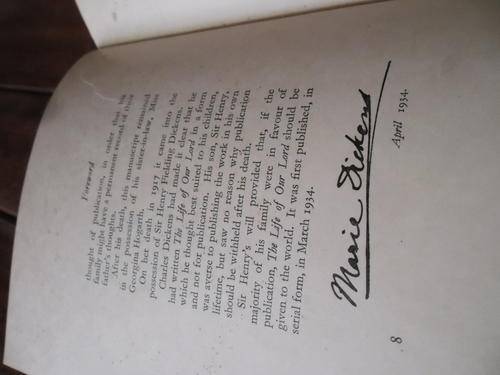 Foreword
thought of publication, in order that his
family might have a permanent record of their
father's thoughts.
After his death, this manuscript remained
in the possession of his sister-in-law, Miss
Georgina Hogarth.
On her death in 1917 it came into the
possession of Sir Henry Fielding Dickens.
Charles Dickens had made it clear that he
had written The Life of Our Lord in a form
which he thought best suited to his children,
and not for publication. His son, Sir Henry,
was averse to publishing the work in his own
lifetime, but saw no reason why publication
should be withheld after his death.
Sir Henry's will provided that, if the
majority of his family were in favour of
publication, The Life of Our Lord should be
given to the world. It was first published, in
serial form, in March 1934.
Marie Dickens
April 1934.
8